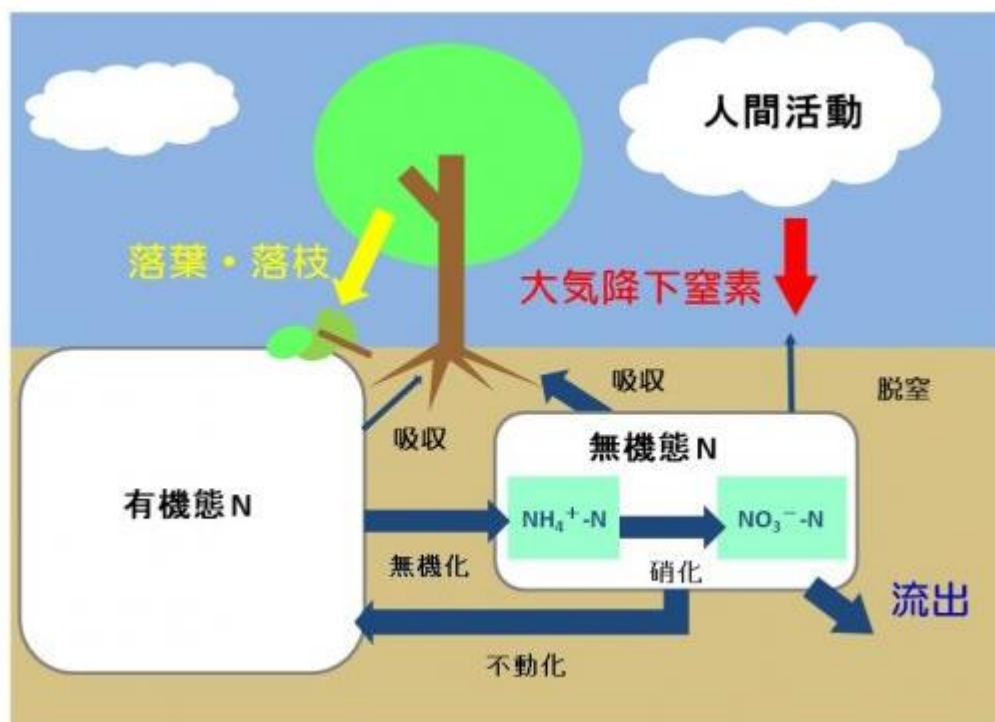 人間活動
落葉・落枝
大気降下窒素
吸収
脱窒
吸収
無機態N
有機態N
NH₄⁺-N
NO₃⁻-N
無機化
硝化
流出
不動化